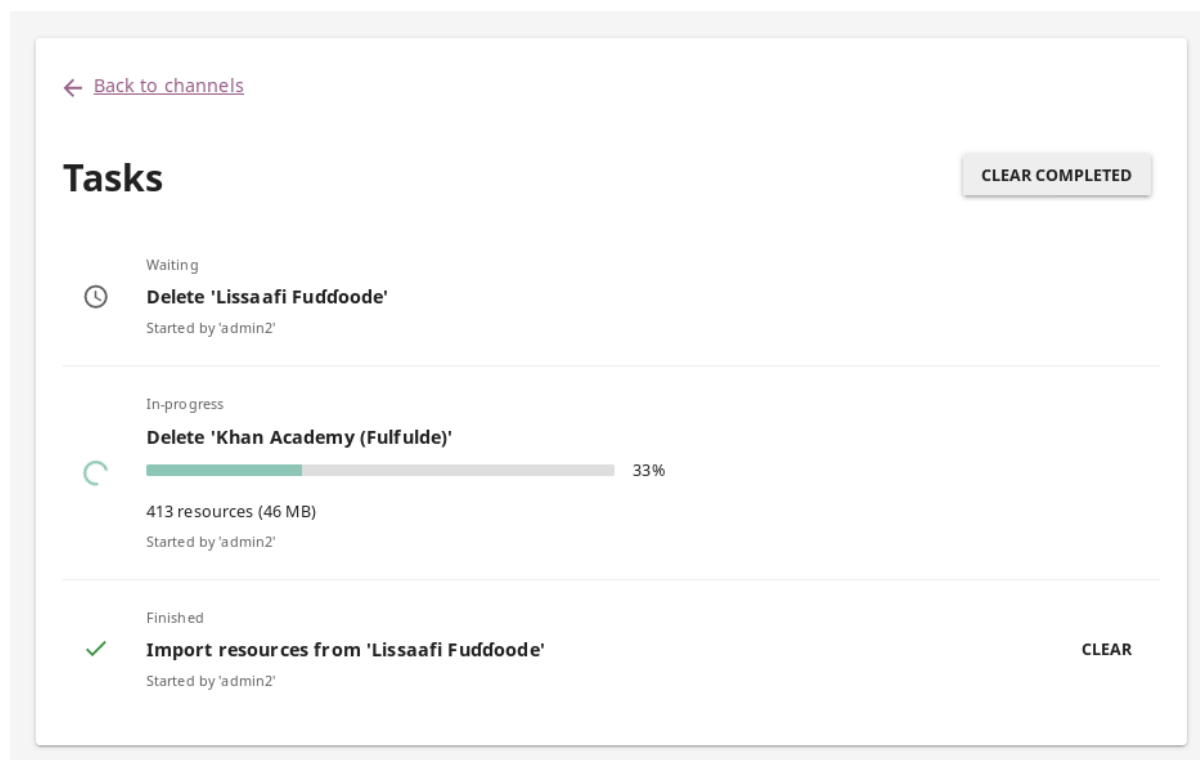 Back to channels
Tasks
CLEAR COMPLETED
Waiting
Delete 'Lissaafi Fuɗɗoode'
Started by 'admin2'
In-progress
Delete 'Khan Academy (Fulfulde)'
33%
413 resources (46 MB)
Started by 'admin2'
Finished
Import resources from 'Lissaafi Fuɗɗoode'
CLEAR
Started by 'admin2'